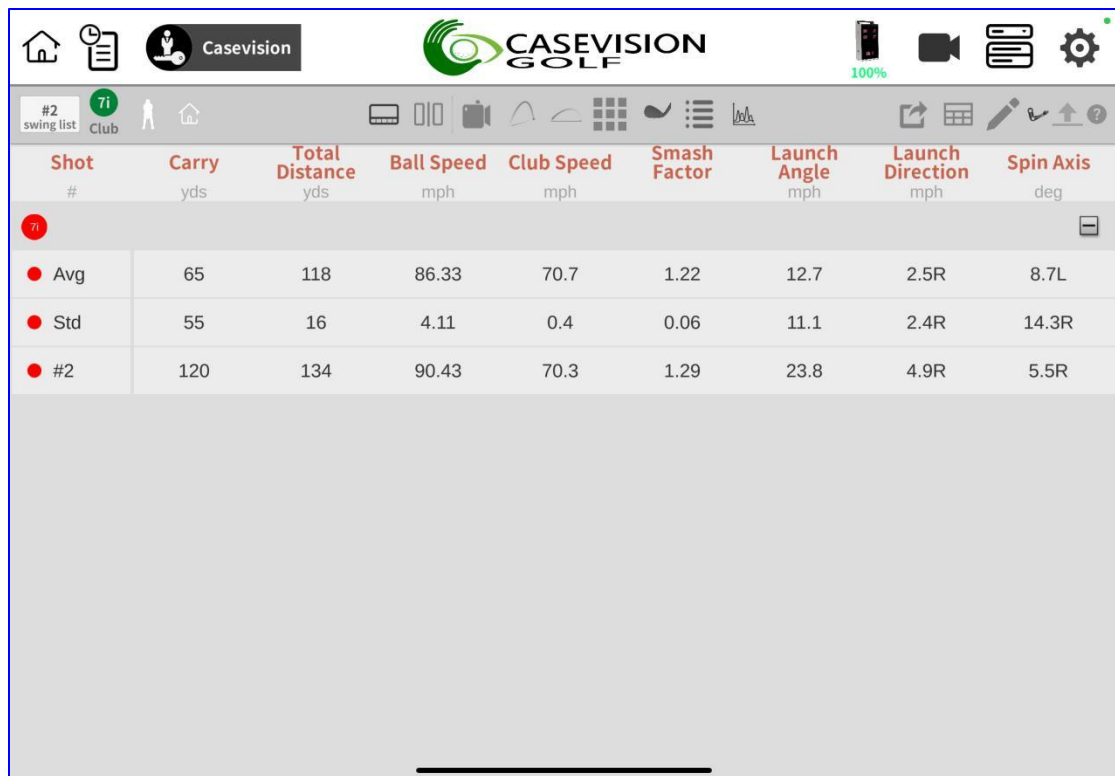 Casevision
CASEVISION
GOLF
100%
#2
swing list
7i
Club
Shot Carry Total Distance Ball Speed Club Speed Smash Factor Launch Angle Launch Direction Spin Axis
# yds yds mph mph mph mph deg
7i
Avg 65 118 86.33 70.7 1.22 12.7 2.5R 8.7L
Std 55 16 4.11 0.4 0.06 11.1 2.4R 14.3R
#2 120 134 90.43 70.3 1.29 23.8 4.9R 5.5R